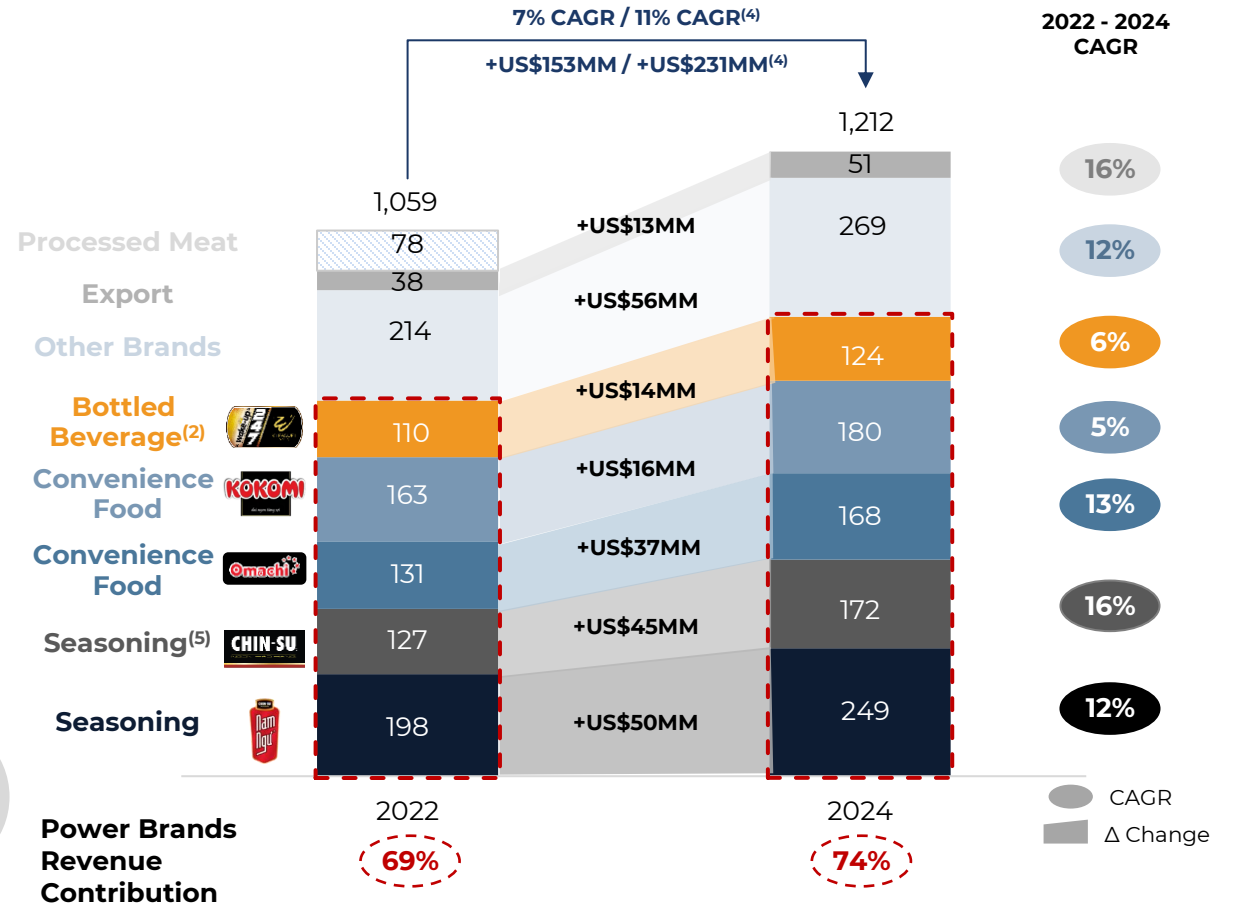 7% CAGR / 11% CAGR(4)
+US$153MM / +US$231MM(4)
2022 - 2024
CAGR
1,059
1,212
Processed Meat
78
Export
38
+US$13MM
51
16%
Other Brands
214
+US$56MM
269
12%
Bottled
Beverage(2)
110
+US$14MM
124
6%
Convenience
Food
KOKOMI
163
+US$16MM
180
5%
Convenience
Food
Omachi
131
+US$37MM
168
13%
Seasoning(5)
CHIN-SU
127
+US$45MM
172
16%
Seasoning
Nam
Ngư
198
+US$50MM
249
12%
2022
2024
CAGR
Δ Change
Power Brands
Revenue
Contribution
69%
74%